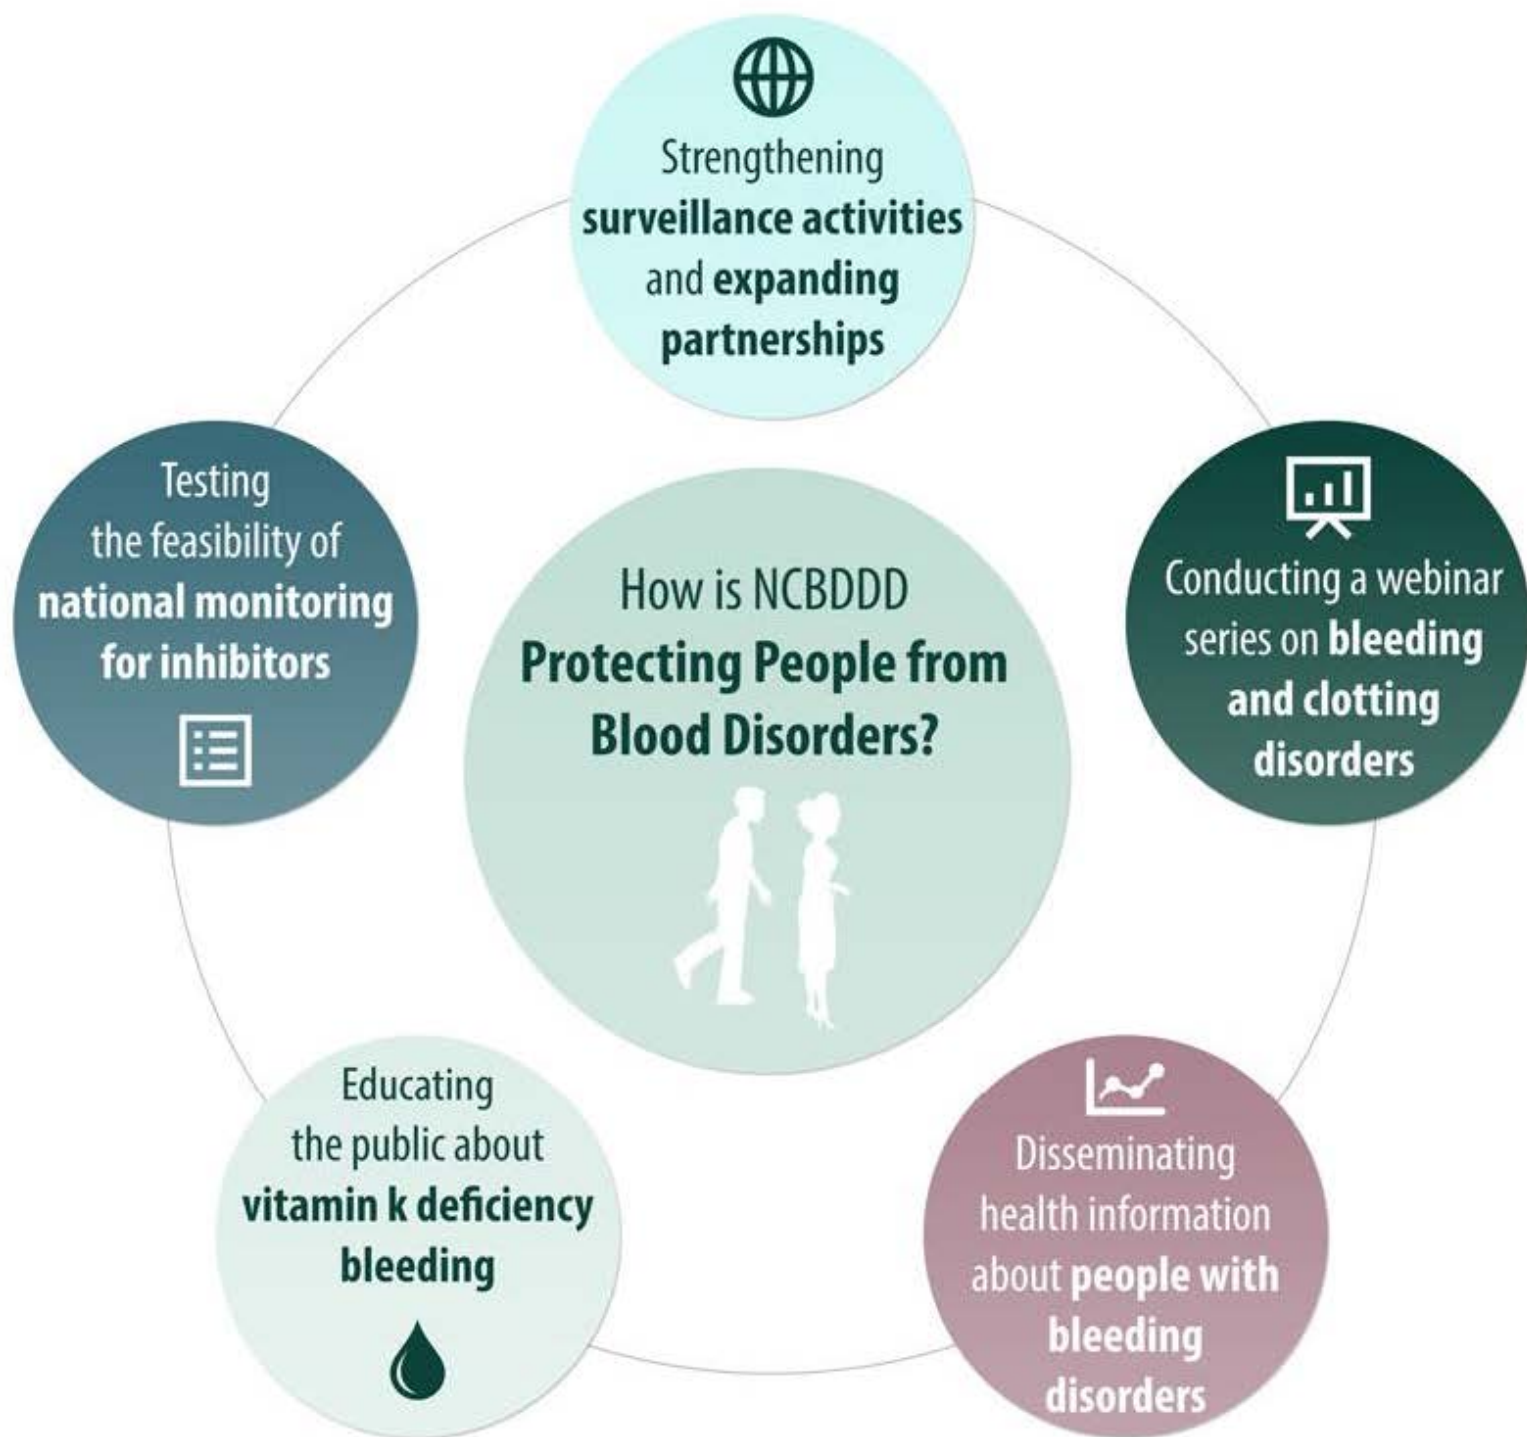 Strengthening
surveillance activities
and expanding
partnerships
Testing
the feasibility of
national monitoring
for inhibitors
How is NCBDDD
Protecting People from
Blood Disorders?
Conducting a webinar
series on bleeding
and clotting
disorders
Educating
the public about
vitamin k deficiency
bleeding
Disseminating
health information
about people with
bleeding
disorders